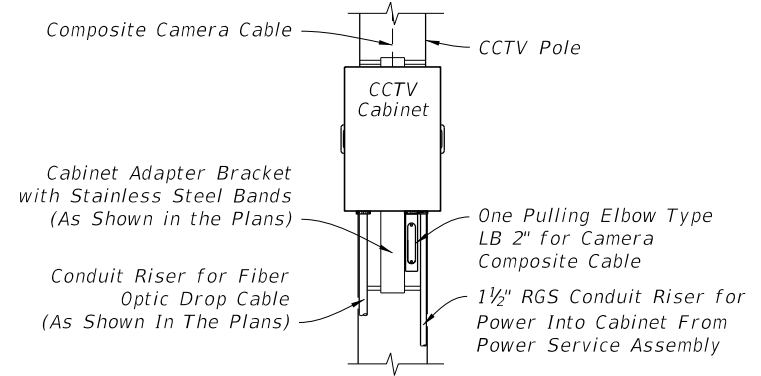 Composite Camera Cable
CCTV Pole
CCTV
Cabinet
Cabinet Adapter Bracket
with Stainless Steel Bands
(As Shown in the Plans)
One Pulling Elbow Type
LB 2" for Camera
Composite Cable
Conduit Riser for Fiber
Optic Drop Cable
(As Shown In The Plans)
1½" RGS Conduit Riser for
Power Into Cabinet From
Power Service Assembly